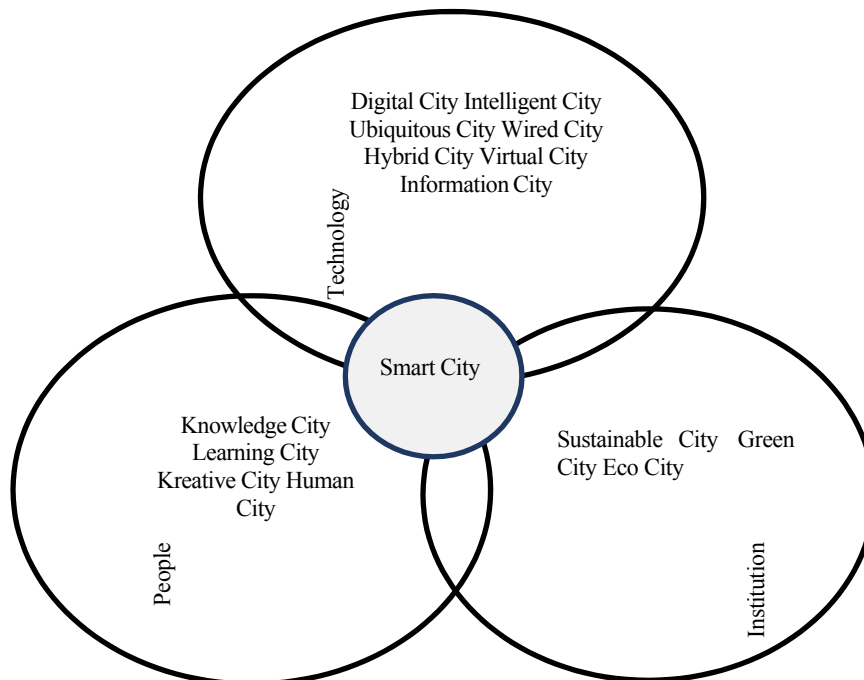 Digital City Intelligent City
Ubiquitous City Wired City
Hybrid City Virtual City
Information City
Technology
Smart City
Knowledge City
Learning City
Kreative City Human
City
People
Sustainable City Green
City Eco City
Institution